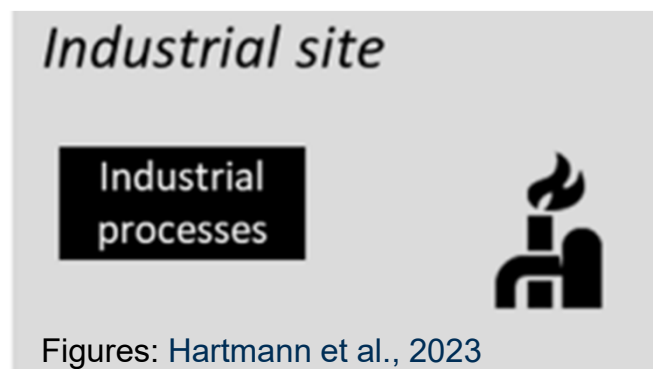 Industrial site
Industrial
processes
Figures: Hartmann et al., 2023